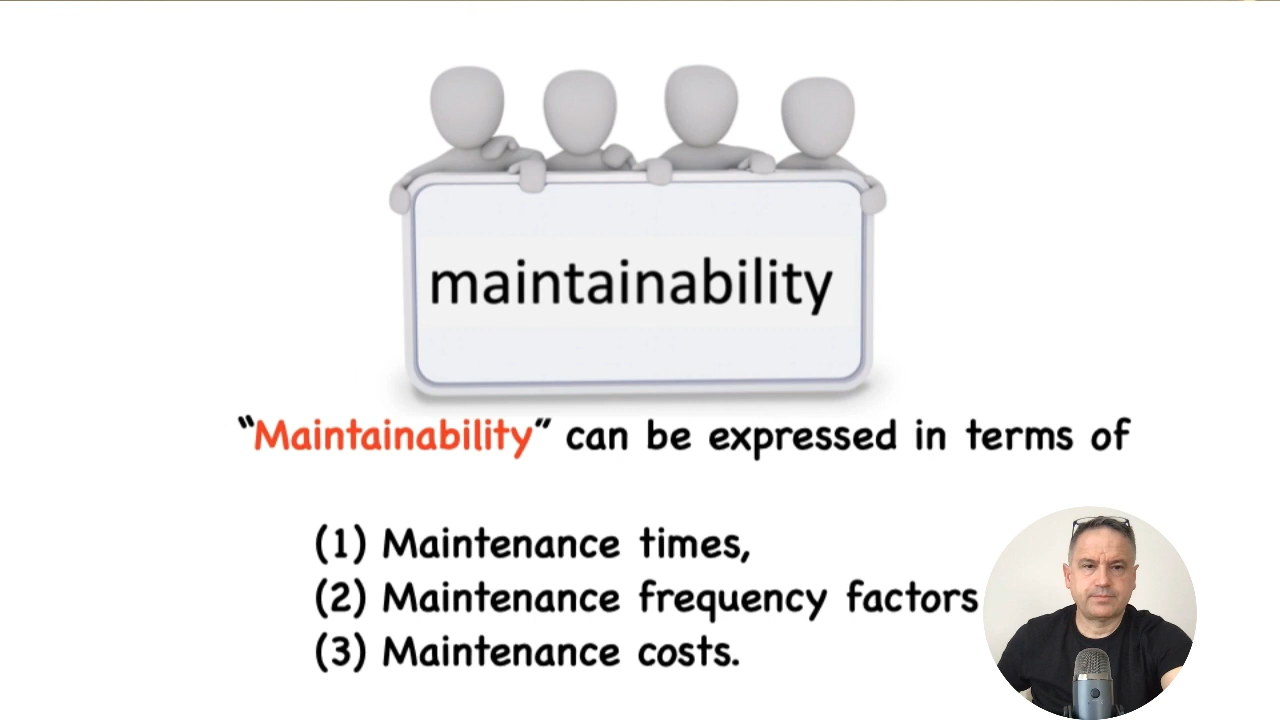 maintainability
“Maintainability” can be expressed in terms of
(1) Maintenance times,
(2) Maintenance frequency factors
(3) Maintenance costs.